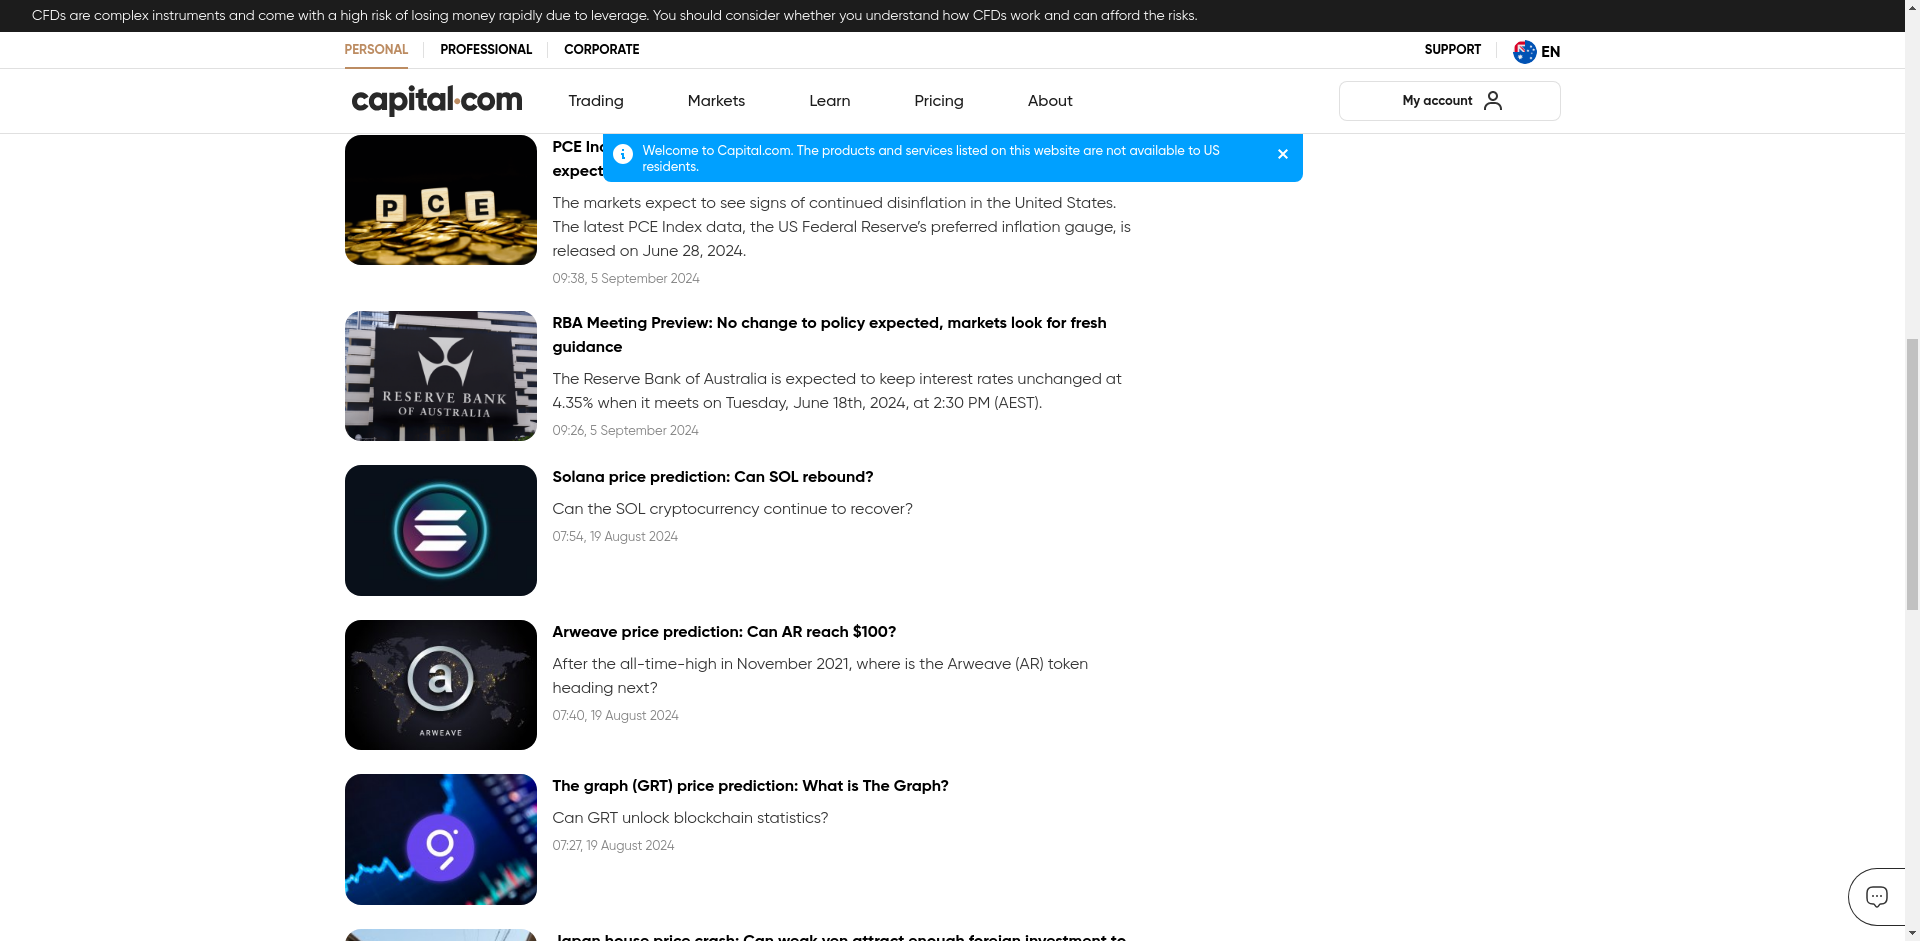 CFDs are complex instruments and come with a high risk of losing money rapidly due to leverage. You should consider whether you understand how CFDs work and can afford the risks.
PERSONAL
PROFESSIONAL
CORPORATE
SUPPORT
EN
capital.com
Trading
Markets
Learn
Pricing
About
My account
Welcome to Capital.com. The products and services listed on this website are not available to US
residents.
PCE
PCE
The markets expect to see signs of continued disinflation in the United States.
The latest PCE Index data, the US Federal Reserve’s preferred inflation gauge, is
released on June 28, 2024.
09:38, 5 September 2024
RESERVE BANK
OF AUSTRALIA
RBA Meeting Preview: No change to policy expected, markets look for fresh
guidance
The Reserve Bank of Australia is expected to keep interest rates unchanged at
4.35% when it meets on Tuesday, June 18th, 2024, at 2:30 PM (AEST).
09:26, 5 September 2024
Solana price prediction: Can SOL rebound?
Can the SOL cryptocurrency continue to recover?
07:54, 19 August 2024
a
ARWEAVE
Arweave price prediction: Can AR reach $100?
After the all-time-high in November 2021, where is the Arweave (AR) token
heading next?
07:40, 19 August 2024
The graph (GRT) price prediction: What is The Graph?
Can GRT unlock blockchain statistics?
07:27, 19 August 2024
Japan house price crash: Can weak yen attract enough foreign investment to